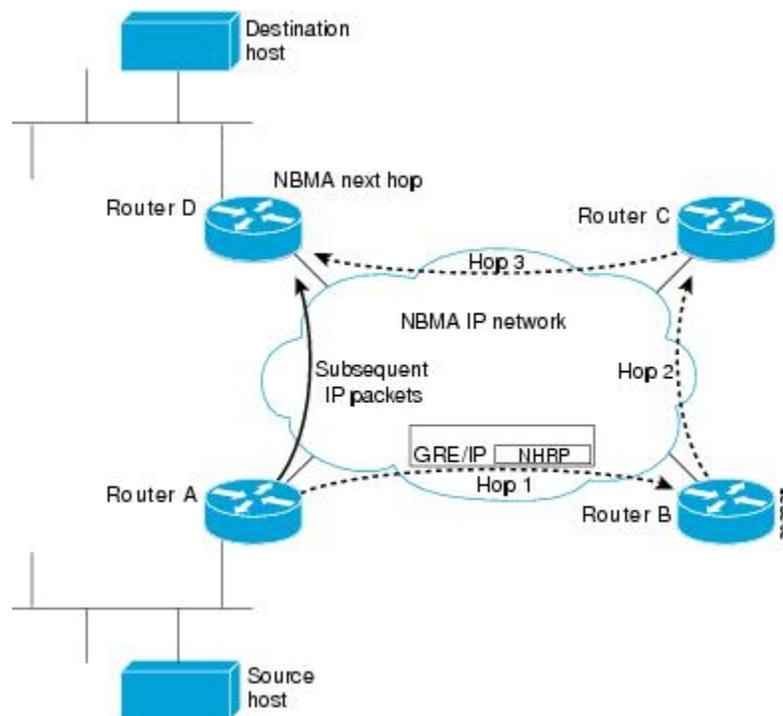 Destination
host
NBMA next hop
Router D
Router C
Hop 3
NBMA IP network
Subsequent
IP packets
Hop 2
GRE/IP
NHRP
Hop 1
Router A
Router B
Source
host